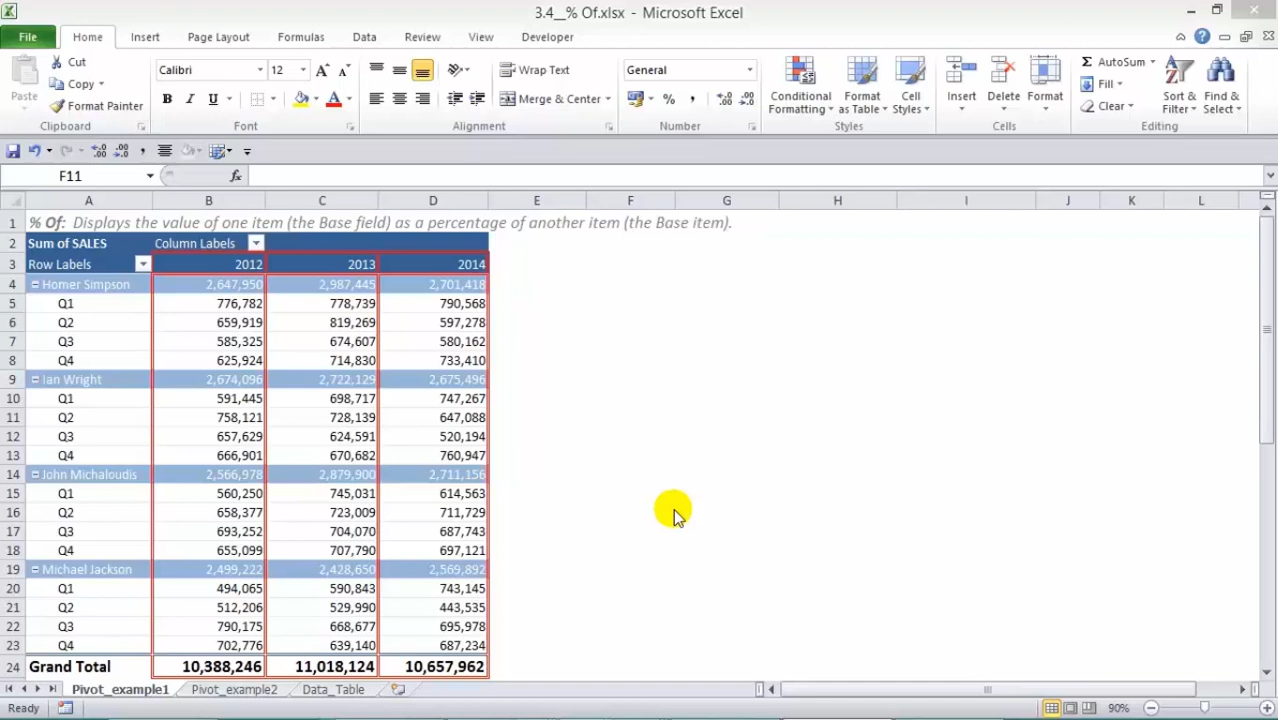 3.4__% Of.xlsx - Microsoft Excel
File Home Insert Page Layout Formulas Data Review View Developer
Paste Cut Copy Format Painter Clipboard
Calibri 12 B I U A Font
Wrap Text Merge & Center Alignment
General % , Number
Conditional Formatting Format as Table Cell Styles Styles
Insert Delete Format Cells
Σ AutoSum Fill Clear Sort & Filter Find & Select Editing
F11 fx
A B C D E F G H I J K L
1 % Of: Displays the value of one item (the Base field) as a percentage of another item (the Base item).
2 Sum of SALES Column Labels
3 Row Labels 2012 2013 2014
4 Homer Simpson 2,647,950 2,987,445 2,701,418
5 Q1 776,782 778,739 790,568
6 Q2 659,919 819,269 597,278
7 Q3 585,325 674,607 580,162
8 Q4 625,924 714,830 733,410
9 Ian Wright 2,674,096 2,722,129 2,675,496
10 Q1 591,445 698,717 747,267
11 Q2 758,121 728,139 647,088
12 Q3 657,629 624,591 520,194
13 Q4 666,901 670,682 760,947
14 John Michaloudis 2,566,978 2,879,900 2,711,156
15 Q1 560,250 745,031 614,563
16 Q2 658,377 723,009 711,729
17 Q3 693,252 704,070 687,743
18 Q4 655,099 707,790 697,121
19 Michael Jackson 2,499,222 2,428,650 2,569,892
20 Q1 494,065 590,843 743,145
21 Q2 512,206 529,990 443,535
22 Q3 790,175 668,677 695,978
23 Q4 702,776 639,140 687,234
24 Grand Total 10,388,246 11,018,124 10,657,962
Pivot_example1 Pivot_example2 Data_Table
Ready 90%